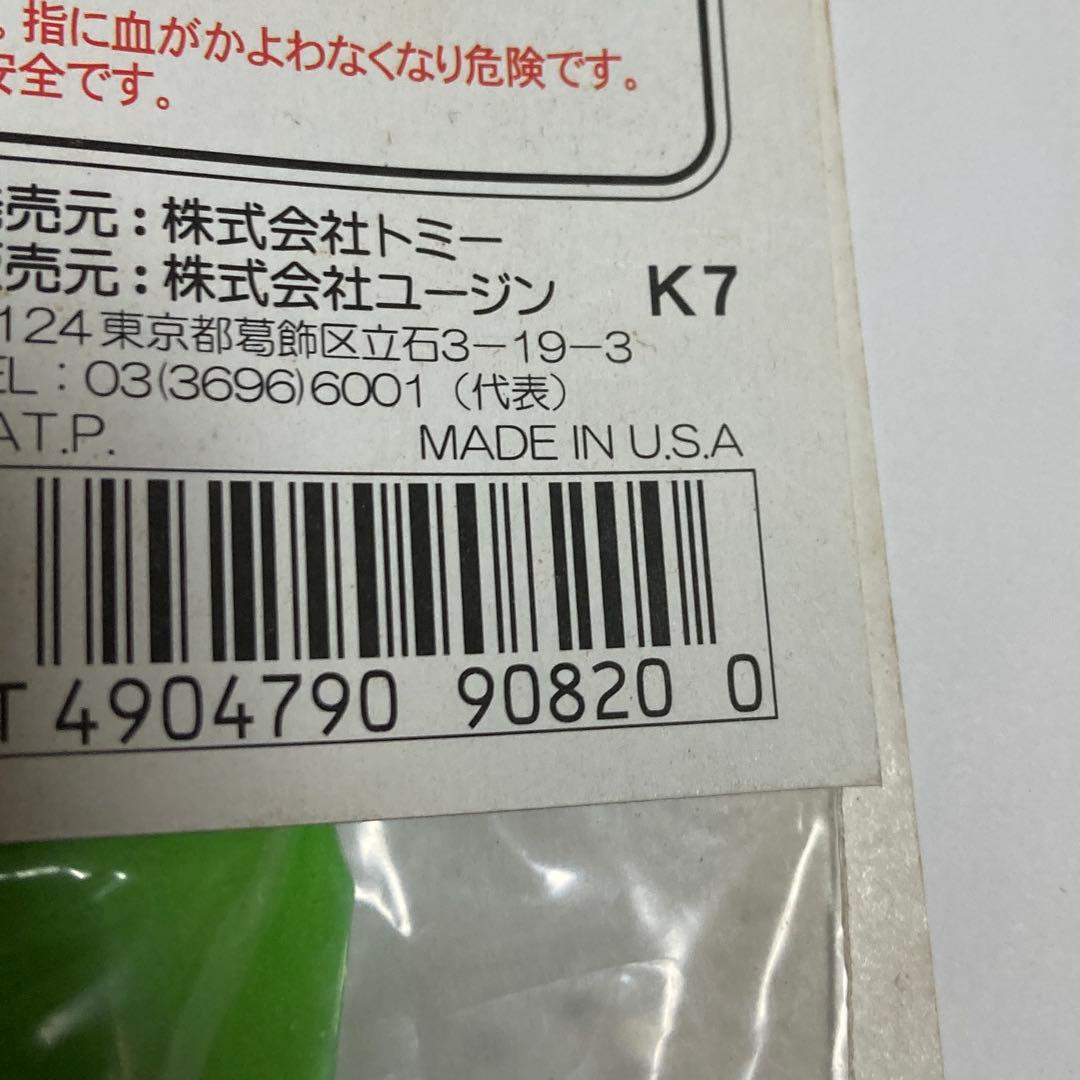 。指に血がかよわなくなり危険です。
安全です。
発売元：株式会社トミー
販売元：株式会社ユージン
K7
124 東京都葛飾区立石3-19-3
EL：03(3696)6001（代表）
AT.P.
MADE IN U.S.A
T 4904790 90820 0